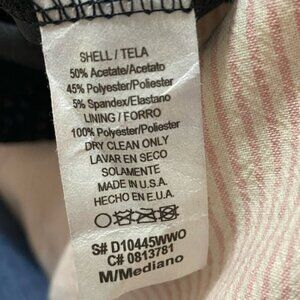 SHELL / TELA
50% Acetate/Acetato
45% Polyester/Poliester
5% Spandex/Elastano
LINING / FORRO
100% Polyester/Poliester
DRY CLEAN ONLY
LAVAR EN SECO
SOLAMENTE
MADE IN U.S.A.
HECHO EN E.U.A.
S# D10445WWO
C# 0813781
M/Mediano